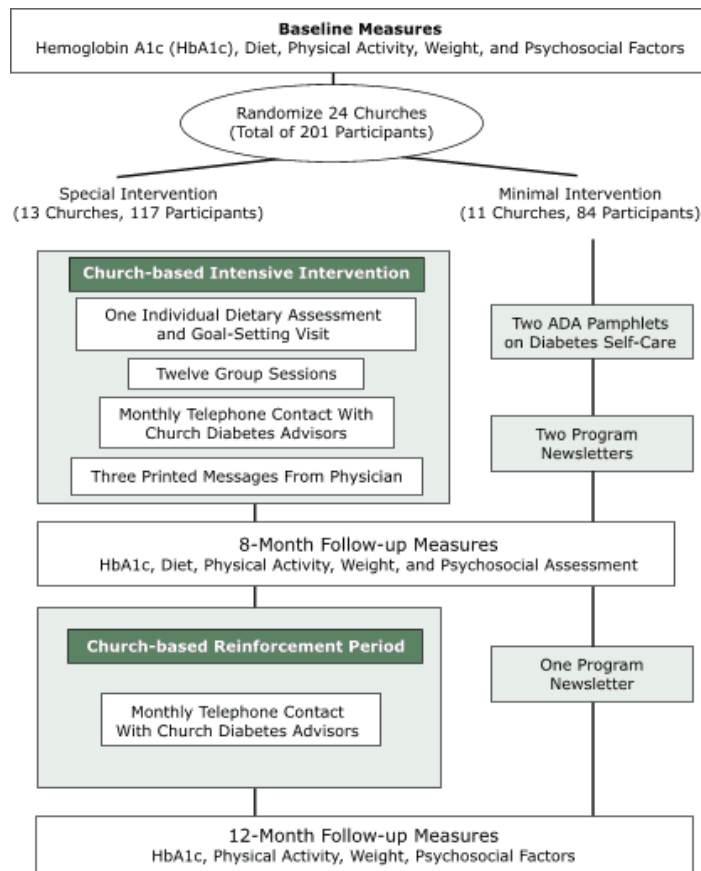 Baseline Measures
Hemoglobin A1c (HbA1c), Diet, Physical Activity, Weight, and Psychosocial Factors
Randomize 24 Churches
(Total of 201 Participants)
Special Intervention
(13 Churches, 117 Participants)
Minimal Intervention
(11 Churches, 84 Participants)
Church-based Intensive Intervention
One Individual Dietary Assessment
and Goal-Setting Visit
Twelve Group Sessions
Monthly Telephone Contact With
Church Diabetes Advisors
Three Printed Messages From Physician
Two ADA Pamphlets
on Diabetes Self-Care
Two Program
Newsletters
8-Month Follow-up Measures
HbA1c, Diet, Physical Activity, Weight, and Psychosocial Assessment
Church-based Reinforcement Period
Monthly Telephone Contact
With Church Diabetes Advisors
One Program
Newsletter
12-Month Follow-up Measures
HbA1c, Physical Activity, Weight, Psychosocial Factors